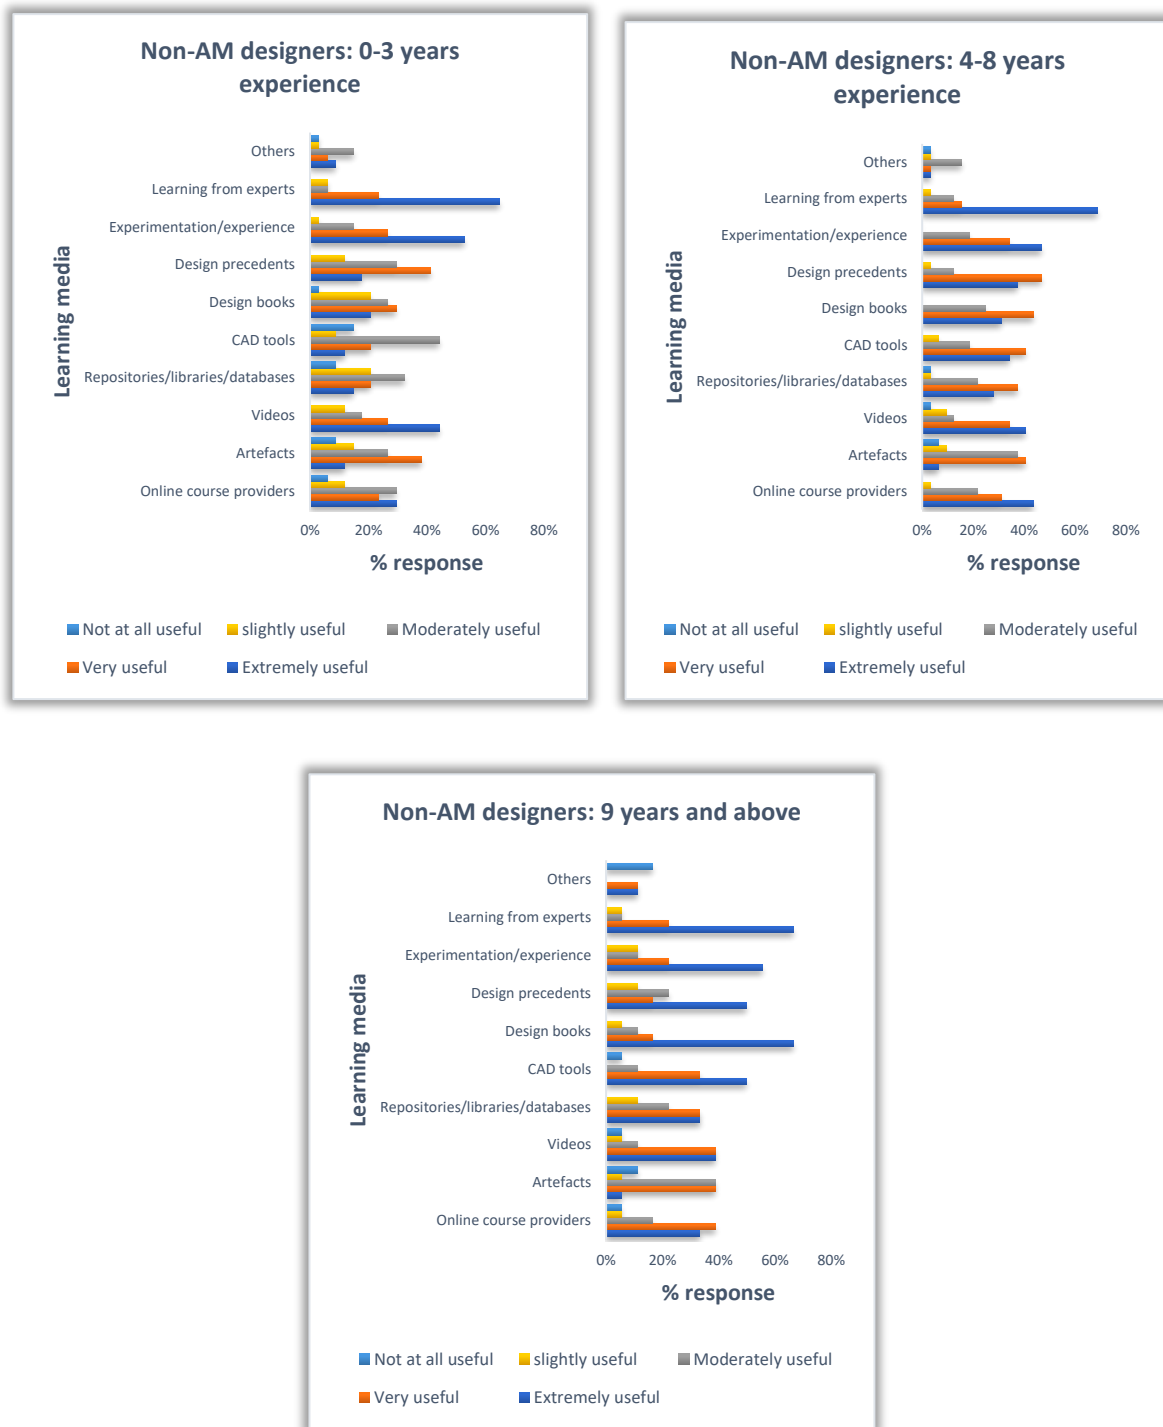 Non-AM designers: 0-3 years
experience
Learning media
Others
Learning from experts
Experimentation/experience
Design precedents
Design books
CAD tools
Repositories/libraries/databases
Videos
Artefacts
Online course providers
0% 20% 40% 60% 80%
% response
Not at all useful slightly useful Moderately useful
Very useful Extremely useful
Non-AM designers: 4-8 years
experience
Learning media
Others
Learning from experts
Experimentation/experience
Design precedents
Design books
CAD tools
Repositories/libraries/databases
Videos
Artefacts
Online course providers
0% 20% 40% 60% 80%
% response
Not at all useful slightly useful Moderately useful
Very useful Extremely useful
Non-AM designers: 9 years and above
Learning media
Others
Learning from experts
Experimentation/experience
Design precedents
Design books
CAD tools
Repositories/libraries/databases
Videos
Artefacts
Online course providers
0% 20% 40% 60% 80%
% response
Not at all useful slightly useful Moderately useful
Very useful Extremely useful